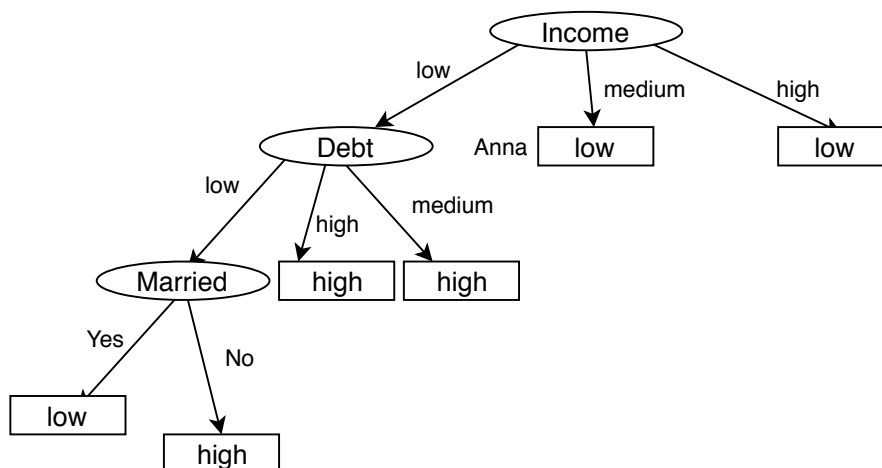 Income
low
medium
high
Debt
Anna
low
low
low
high
medium
Married
high
high
Yes
No
low
high